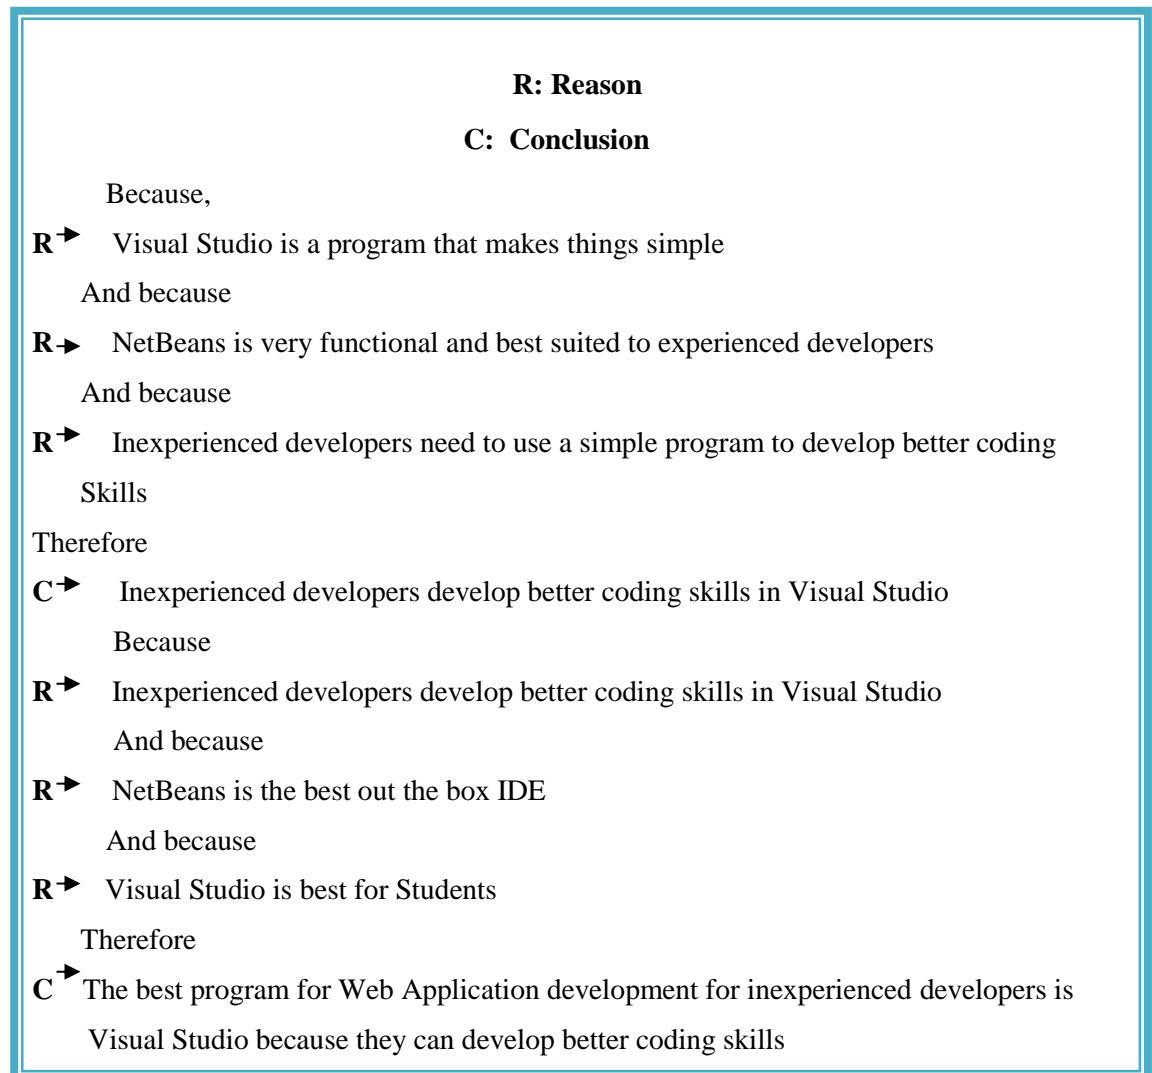 R: Reason
C: Conclusion
Because,
R Visual Studio is a program that makes things simple
And because
R NetBeans is very functional and best suited to experienced developers
And because
R Inexperienced developers need to use a simple program to develop better coding
Skills
Therefore
C Inexperienced developers develop better coding skills in Visual Studio
Because
R Inexperienced developers develop better coding skills in Visual Studio
And because
R NetBeans is the best out the box IDE
And because
R Visual Studio is best for Students
Therefore
C The best program for Web Application development for inexperienced developers is
Visual Studio because they can develop better coding skills